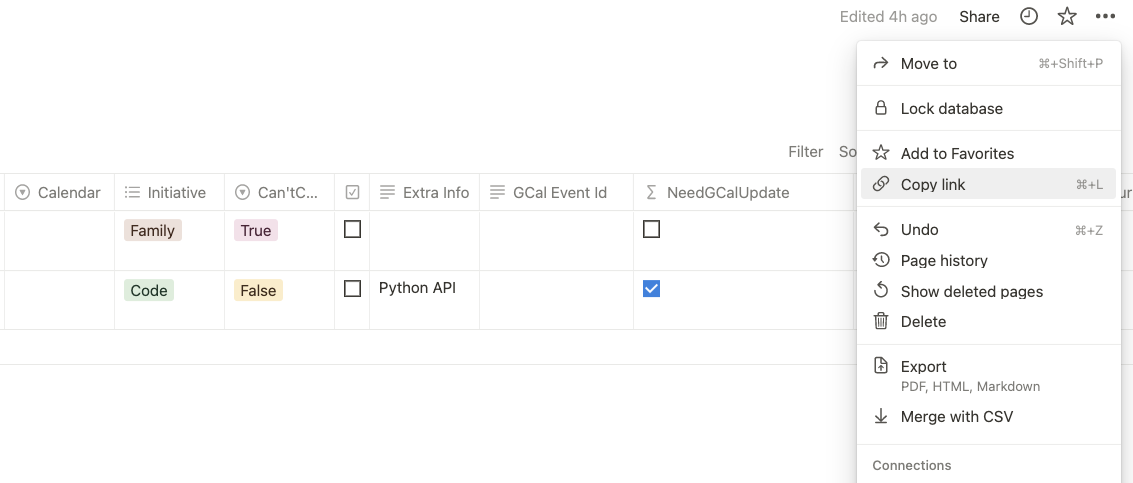 Edited 4h ago Share
Move to ⌘+Shift+P
Lock database
Filter So
Add to Favorites
Calendar Initiative Can'tC... Extra Info GCal Event Id NeedGCalUpdate
Copy link ⌘+L
Family True
Undo ⌘+Z
Page history
Code False Python API
Show deleted pages
Delete
Export
PDF, HTML, Markdown
Merge with CSV
Connections